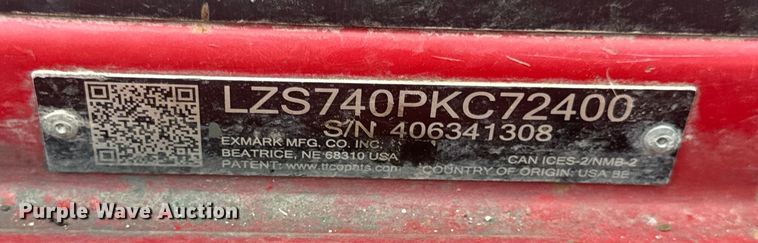 LZS740PKC72400
S/N 406341308
EXMARK MFG. CO. INC.
BEATRICE, NE 68310 USA
CAN ICES-2/NMB-2
PATENT: www.ttcopats.com
COUNTRY OF ORIGIN: USA BE
Purple Wave Auction